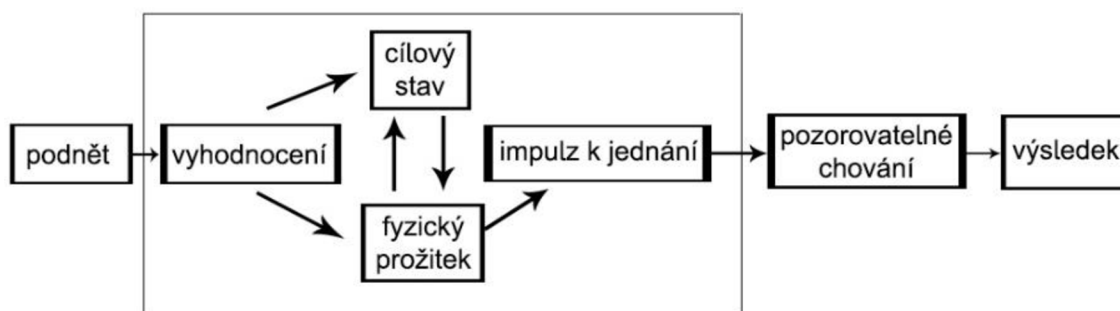 podnět
vyhodnocení
cílový
stav
fyzický
prožitek
impulz k jednání
pozorovatelné
chování
výsledek